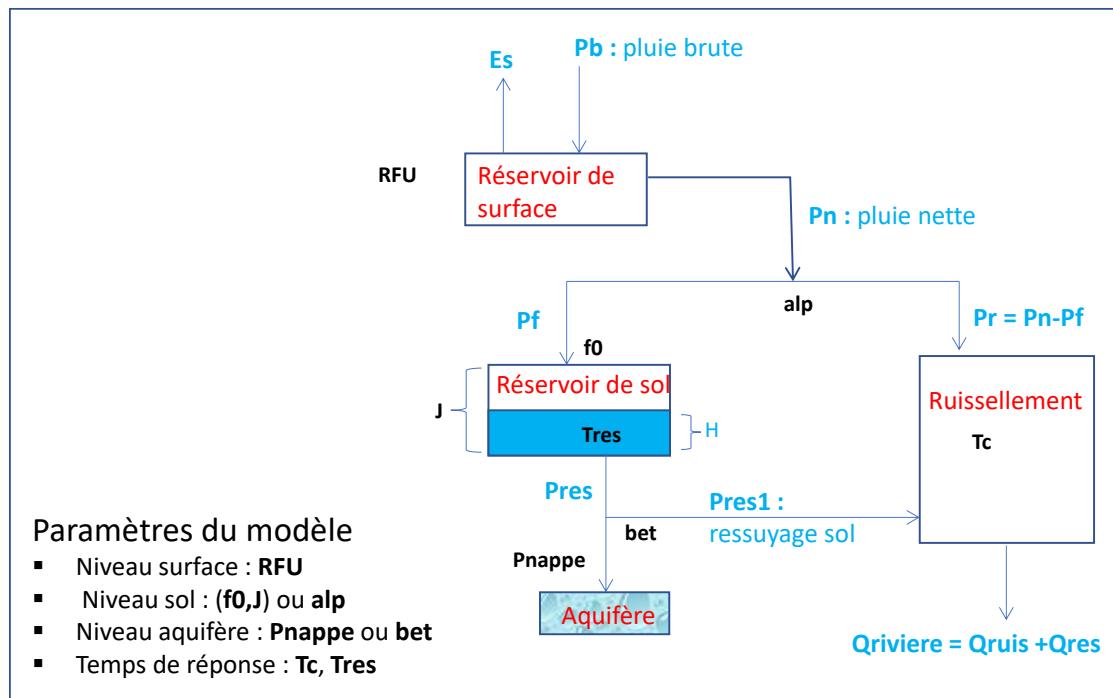 Es
Pb : pluie brute
RFU
Réservoir de
surface
Pn : pluie nette
alp
Pf
Pr = Pn-Pf
f0
Réservoir de sol
J
Ruissellement
Tres
H
Tc
Pres
Pres1 :
ressuyage sol
bet
Pnappe
Aquifère
Qriviere = Qruis +Qres
Paramètres du modèle
▪ Niveau surface : RFU
▪ Niveau sol : (f0,J) ou alp
▪ Niveau aquifère : Pnappe ou bet
▪ Temps de réponse : Tc, Tres